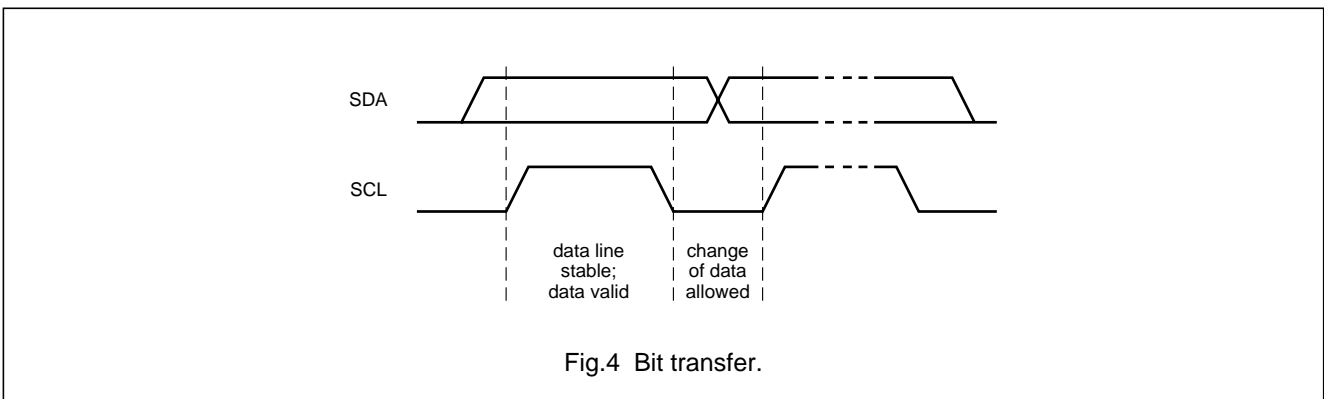 SDA
SCL
data line
stable;
data valid
change
of data
allowed
Fig.4 Bit transfer.